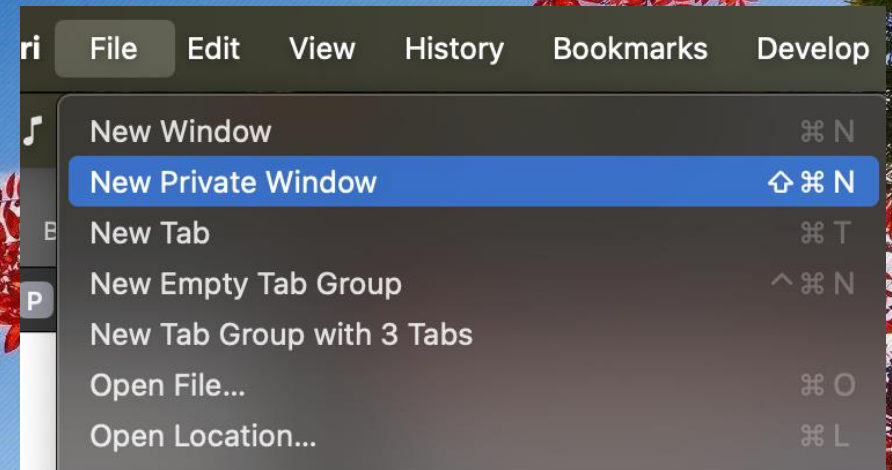 ri File Edit View History Bookmarks Develop
New Window ⌘ N
New Private Window ⇧ ⌘ N
B
New Tab ⌘ T
New Empty Tab Group ^ ⌘ N
P
New Tab Group with 3 Tabs
Open File... ⌘ O
Open Location... ⌘ L